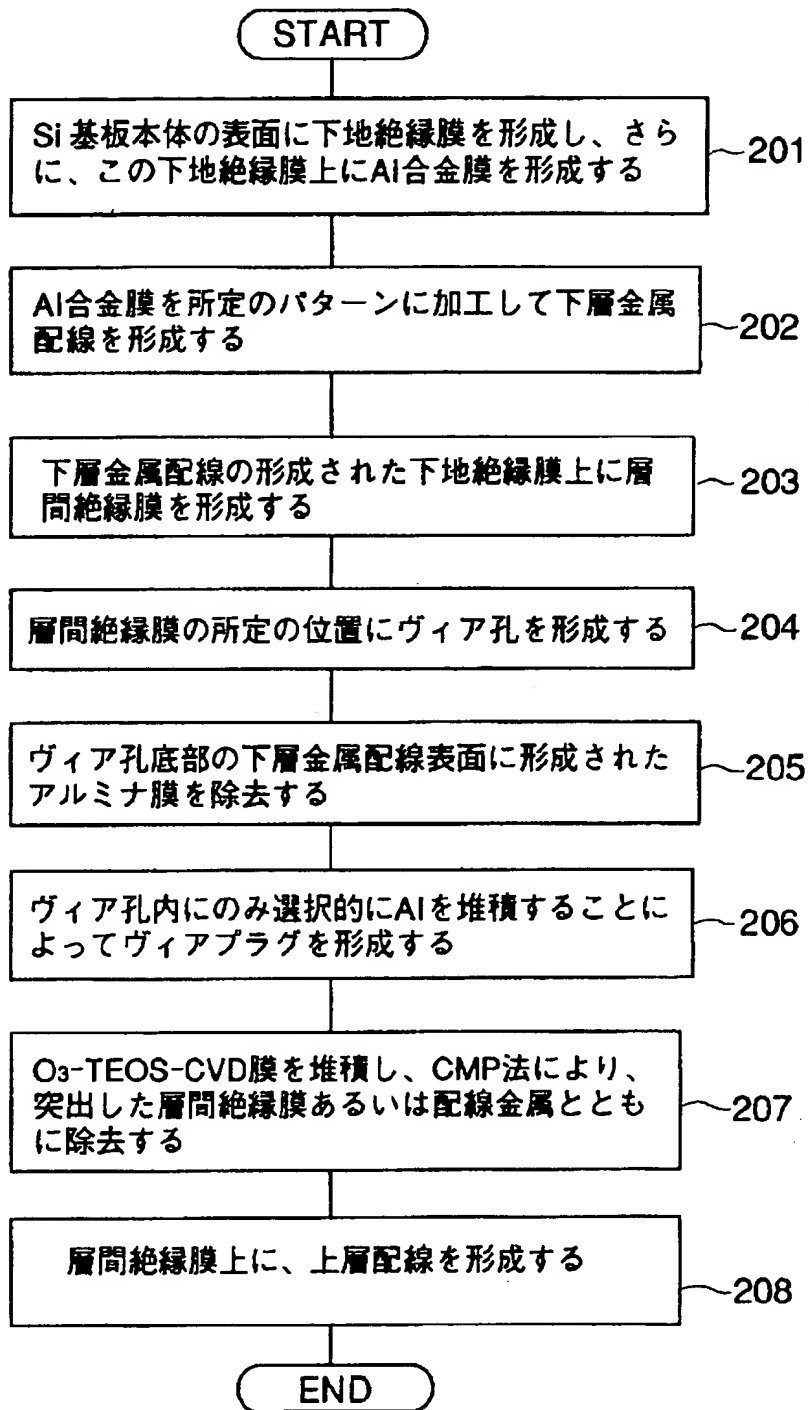 START
Si 基板本体の表面に下地絶縁膜を形成し、さら
に、この下地絶縁膜上にAl合金膜を形成する
201
Al合金膜を所定のパターンに加工して下層金属
配線を形成する
202
下層金属配線の形成された下地絶縁膜上に層
間絶縁膜を形成する
203
層間絶縁膜の所定の位置にヴィア孔を形成する
204
ヴィア孔底部の下層金属配線表面に形成された
アルミナ膜を除去する
205
ヴィア孔内にのみ選択的にAlを堆積することに
よってヴィアプラグを形成する
206
O₃-TEOS-CVD膜を堆積し、CMP法により、
突出した層間絶縁膜あるいは配線金属ととも
に除去する
207
層間絶縁膜上に、上層配線を形成する
208
END